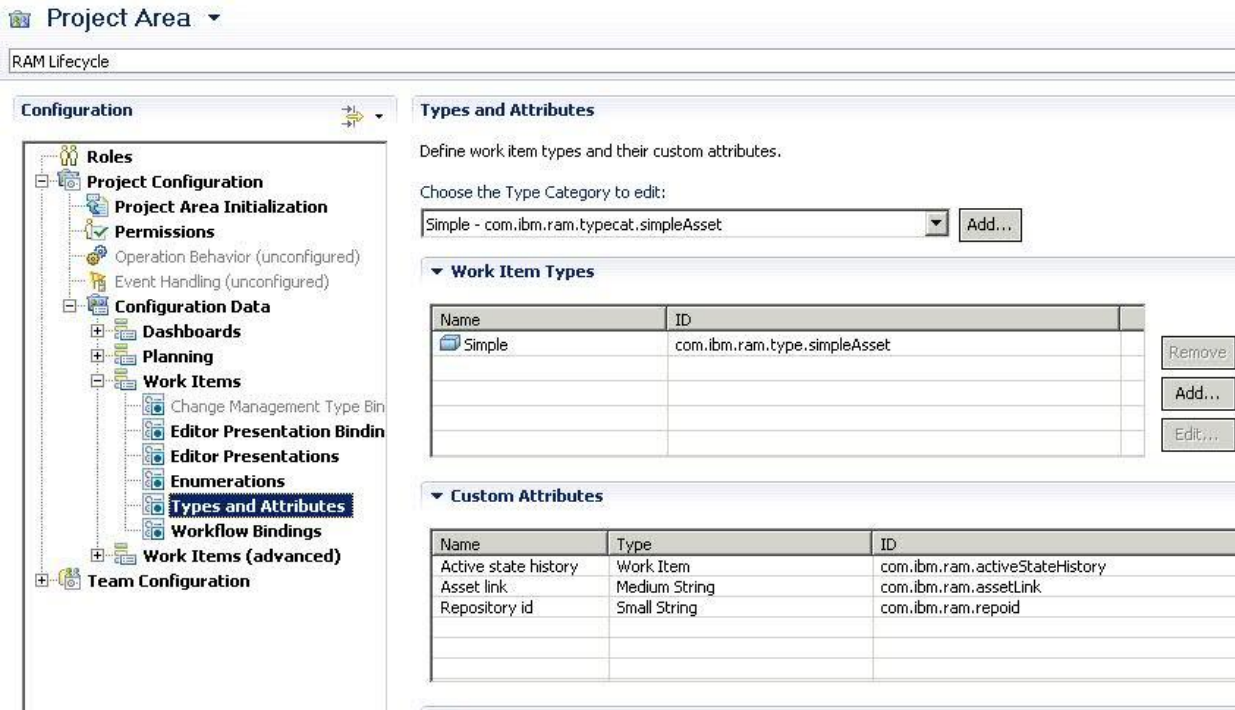 Project Area
RAM Lifecycle
Configuration
Roles
Project Configuration
Project Area Initialization
Permissions
Operation Behavior (unconfigured)
Event Handling (unconfigured)
Configuration Data
Dashboards
Planning
Work Items
Change Management Type Bin
Editor Presentation Bindin
Editor Presentations
Enumerations
Types and Attributes
Workflow Bindings
Work Items (advanced)
Team Configuration
Types and Attributes
Define work item types and their custom attributes.
Choose the Type Category to edit:
Simple - com.ibm.ram.typecat.simpleAsset Add...
Work Item Types
Name ID
Simple com.ibm.ram.type.simpleAsset
Remove
Add...
Edit...
Custom Attributes
Name Type ID
Active state history Work Item com.ibm.ram.activeStateHistory
Asset link Medium String com.ibm.ram.assetLink
Repository id Small String com.ibm.ram.repoid